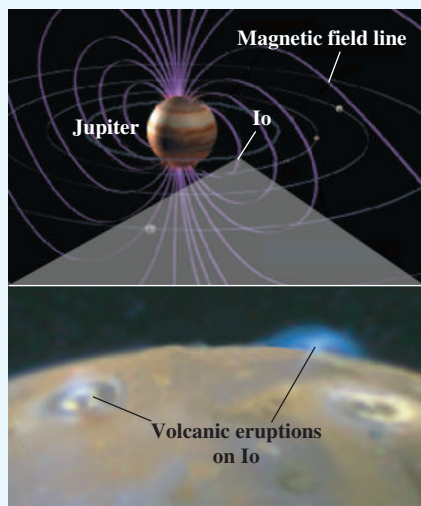 Magnetic field line
Io
Jupiter
Volcanic eruptions
on Io